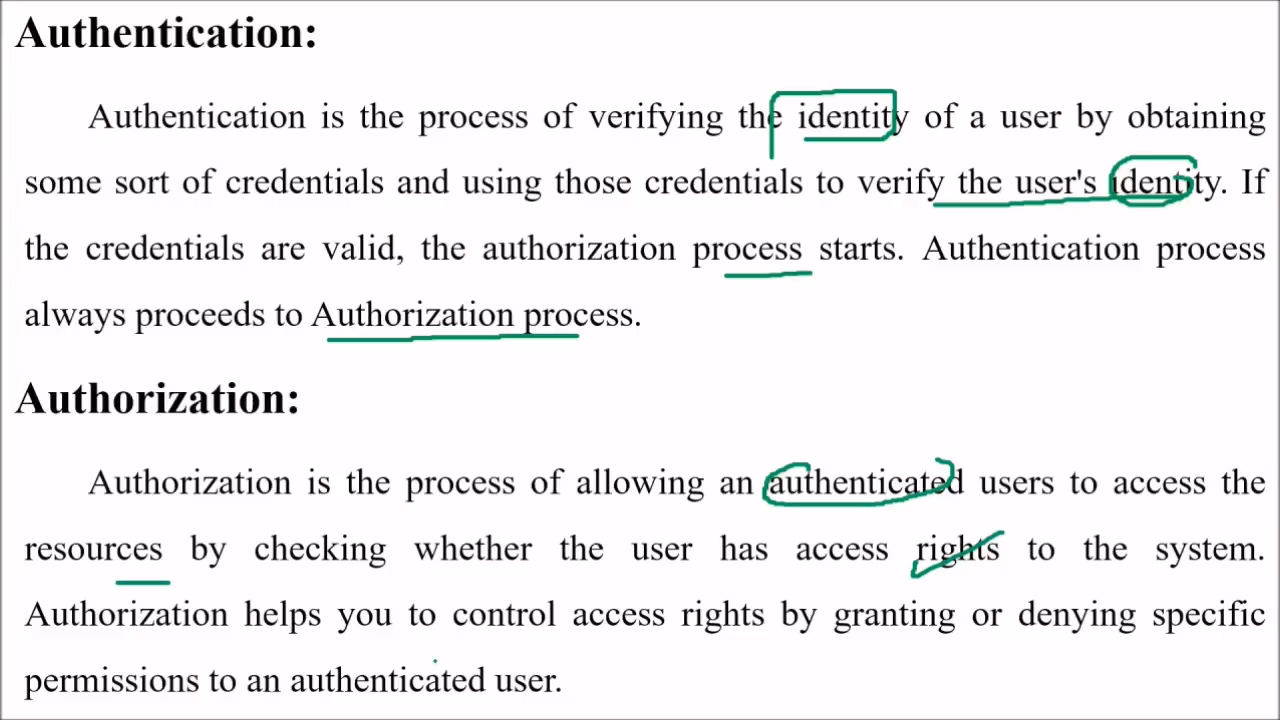 Authentication:
Authentication is the process of verifying the identity of a user by obtaining
some sort of credentials and using those credentials to verify the user's identity. If
the credentials are valid, the authorization process starts. Authentication process
always proceeds to Authorization process.
Authorization:
Authorization is the process of allowing an authenticated users to access the
resources by checking whether the user has access rights to the system.
Authorization helps you to control access rights by granting or denying specific
permissions to an authenticated user.